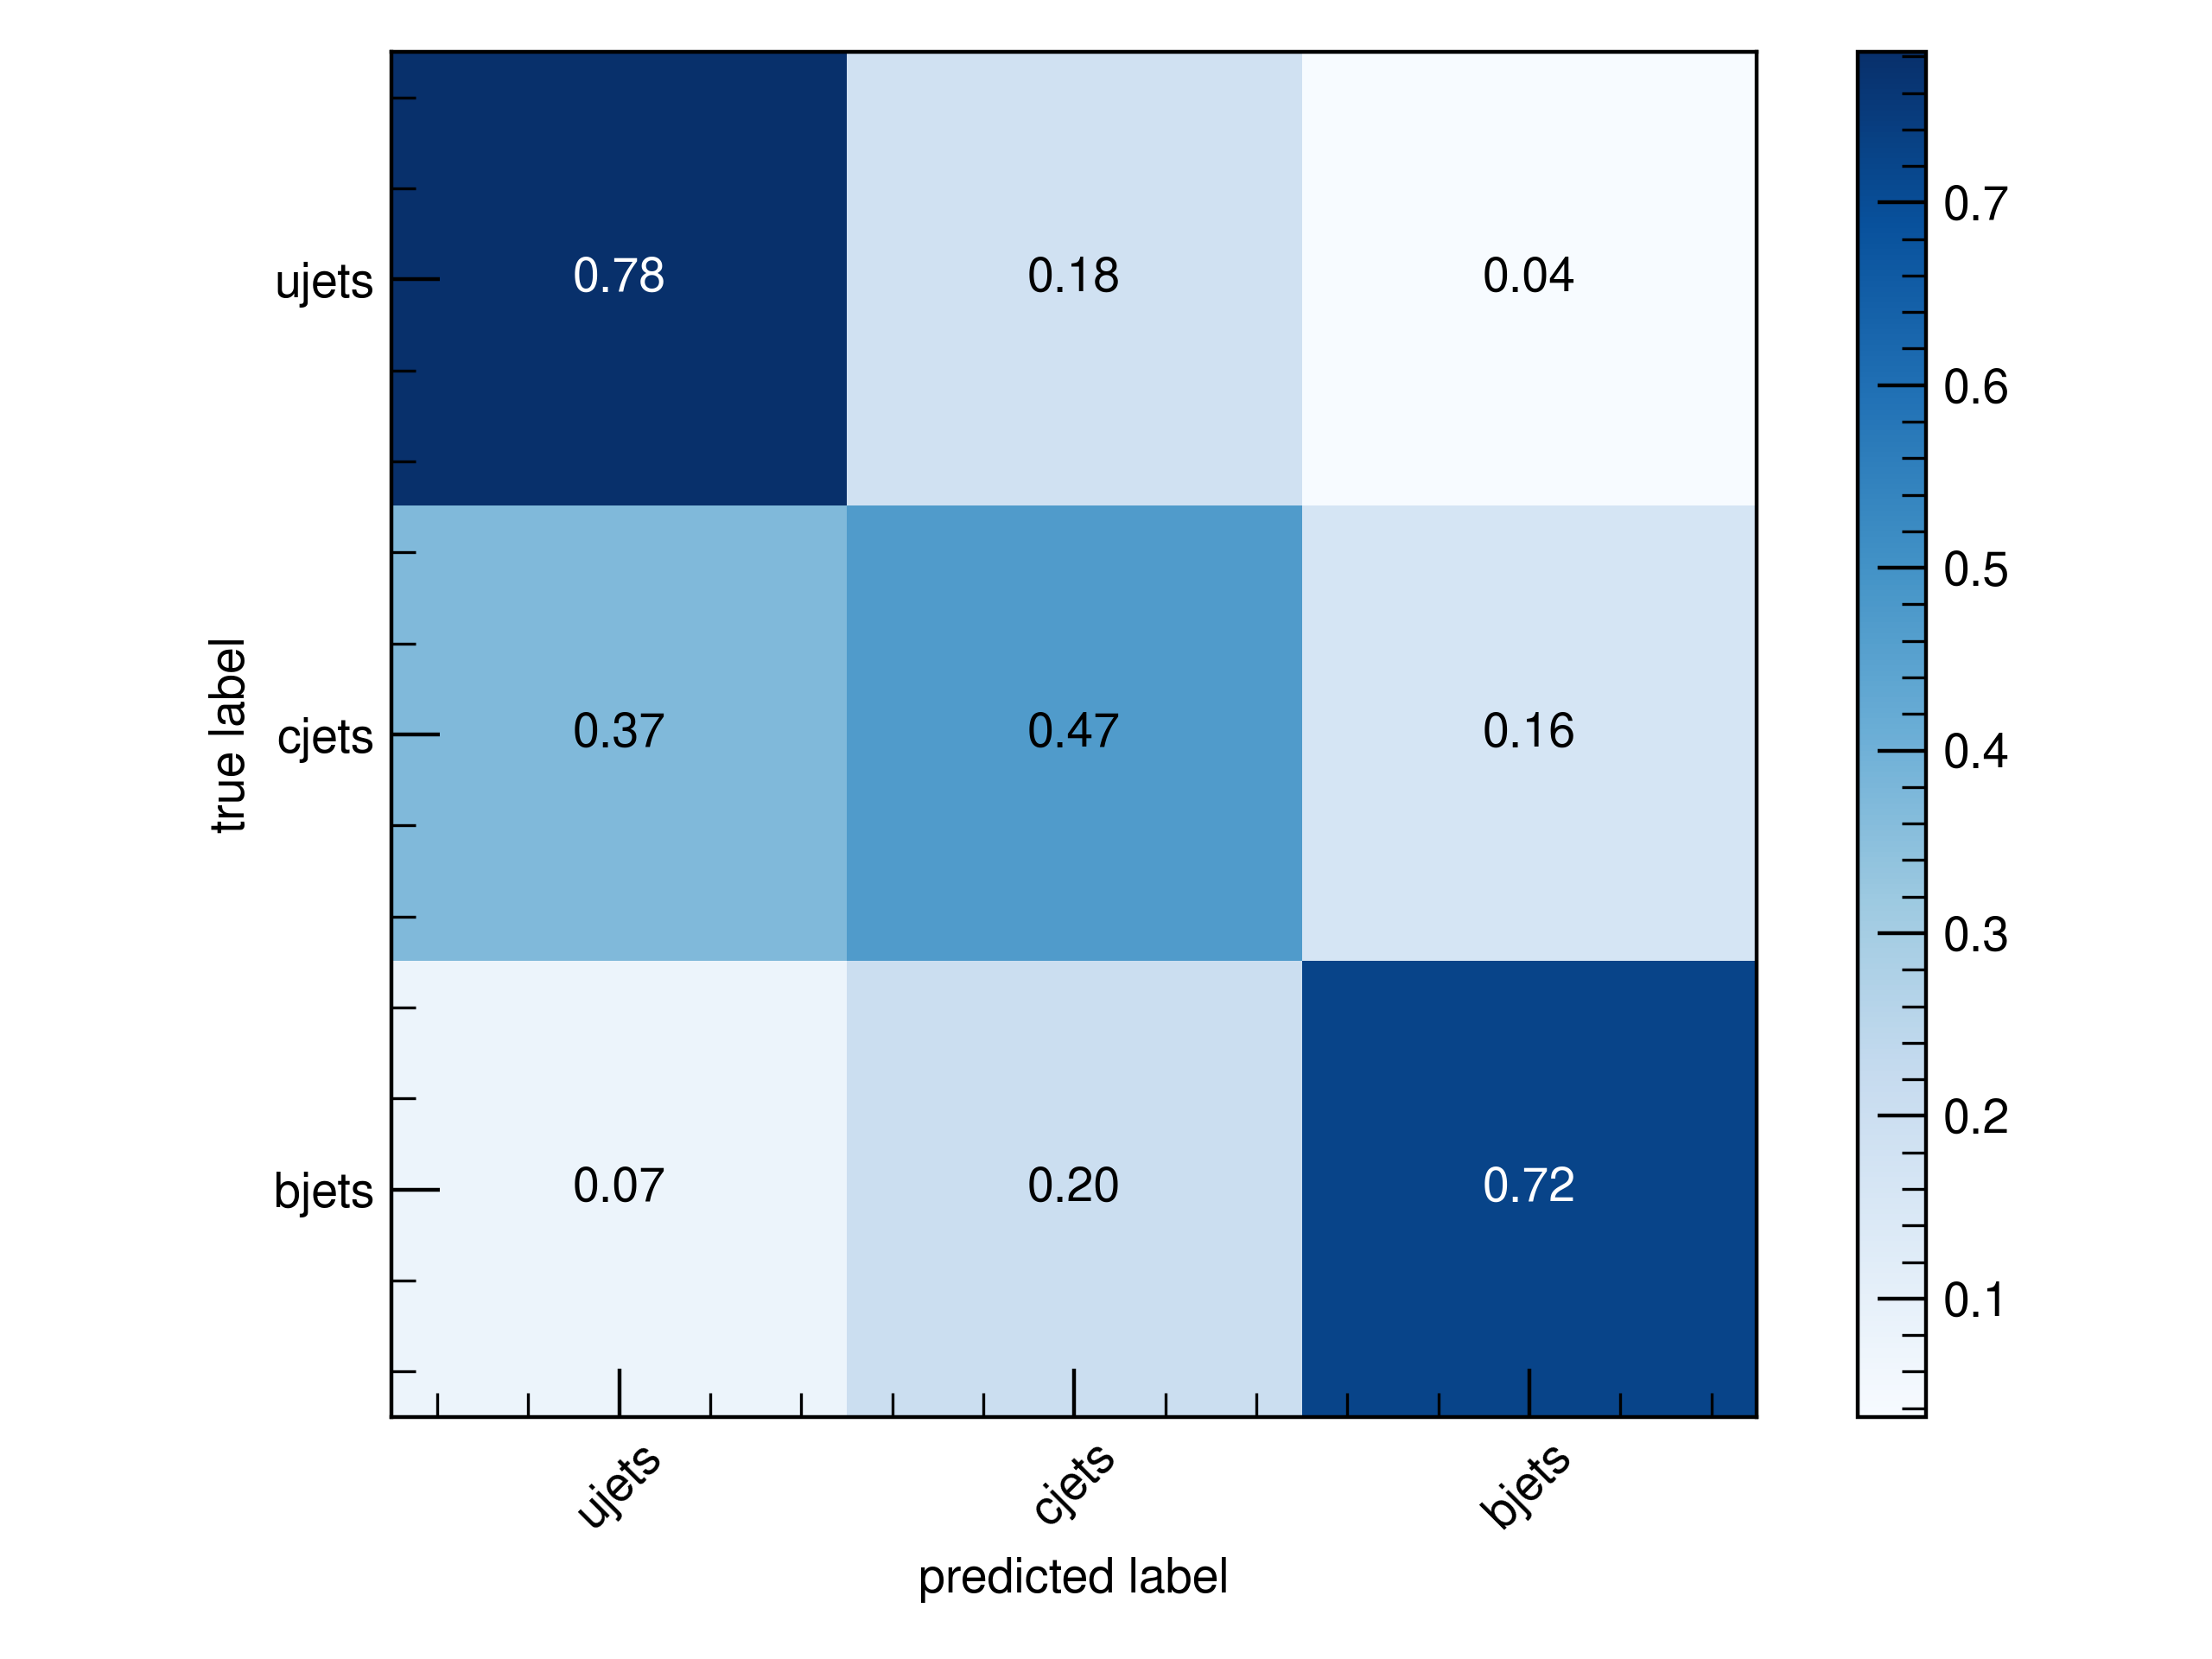 ujets 0.78 0.18 0.04
cjets 0.37 0.47 0.16
bjets 0.07 0.20 0.72
ujets cjets bjets
predicted label
true label
0.7
0.6
0.5
0.4
0.3
0.2
0.1